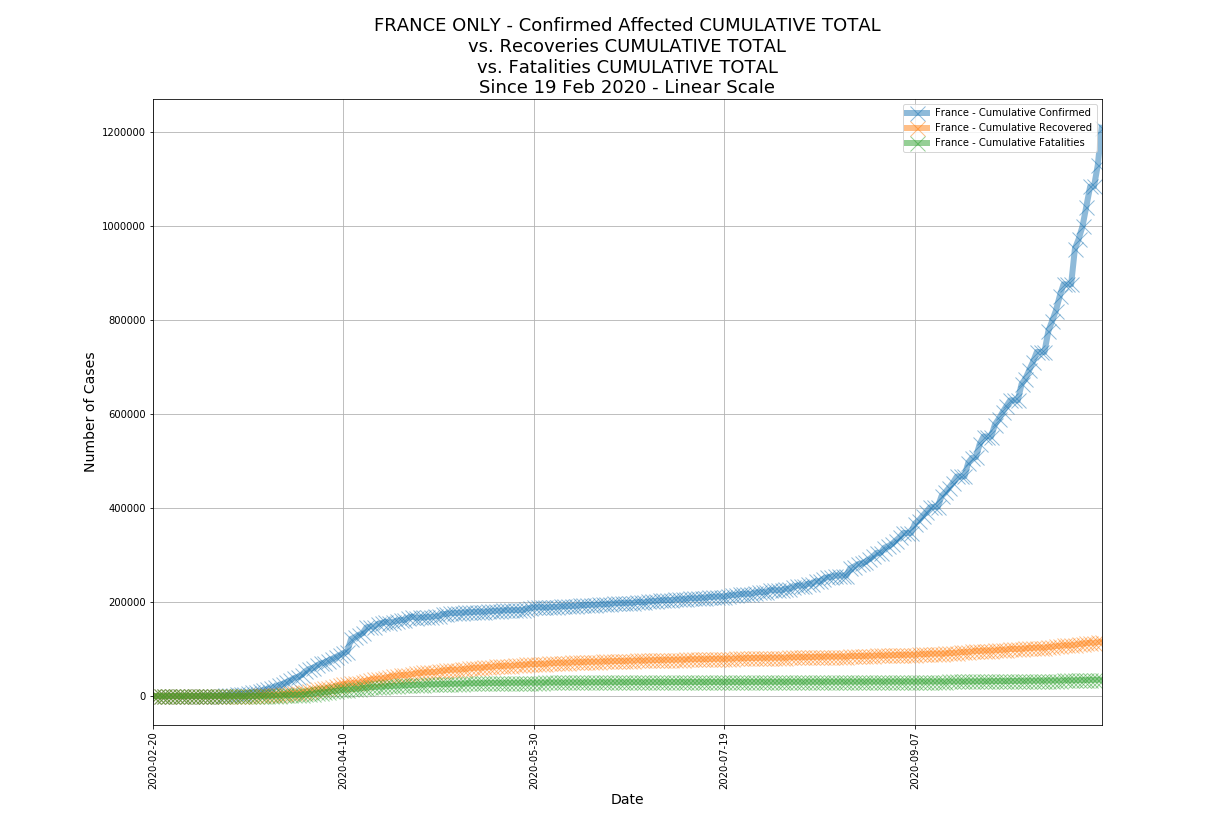 FRANCE ONLY - Confirmed Affected CUMULATIVE TOTAL
vs. Recoveries CUMULATIVE TOTAL
vs. Fatalities CUMULATIVE TOTAL
Since 19 Feb 2020 - Linear Scale
France - Cumulative Confirmed
France - Cumulative Recovered
France - Cumulative Fatalities
1200000
1000000
800000
600000
400000
200000
0
Number of Cases
2020-02-20
2020-04-10
2020-05-30
2020-07-19
2020-09-07
Date